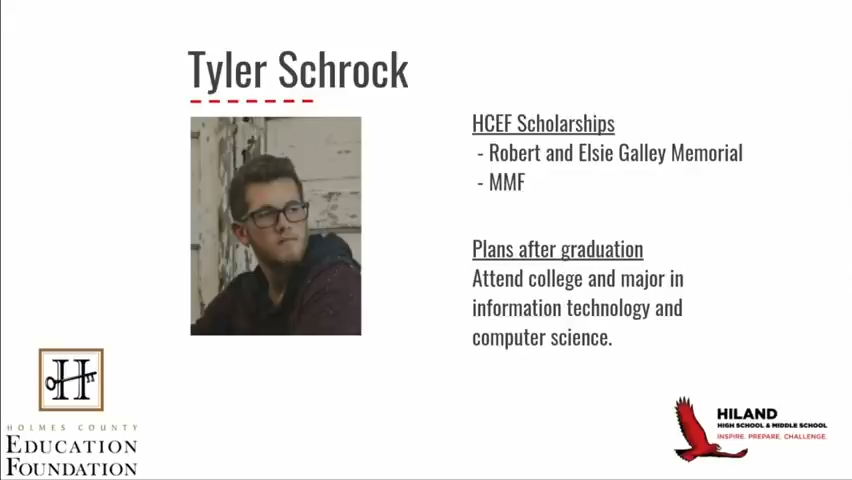 Tyler Schrock
HCEF Scholarships
- Robert and Elsie Galley Memorial
- MMF
Plans after graduation
Attend college and major in
information technology and
computer science.
H
HOLMES COUNTY
EDUCATION
FOUNDATION
HILAND
HIGH SCHOOL & MIDDLE SCHOOL
INSPIRE. PREPARE. CHALLENGE.